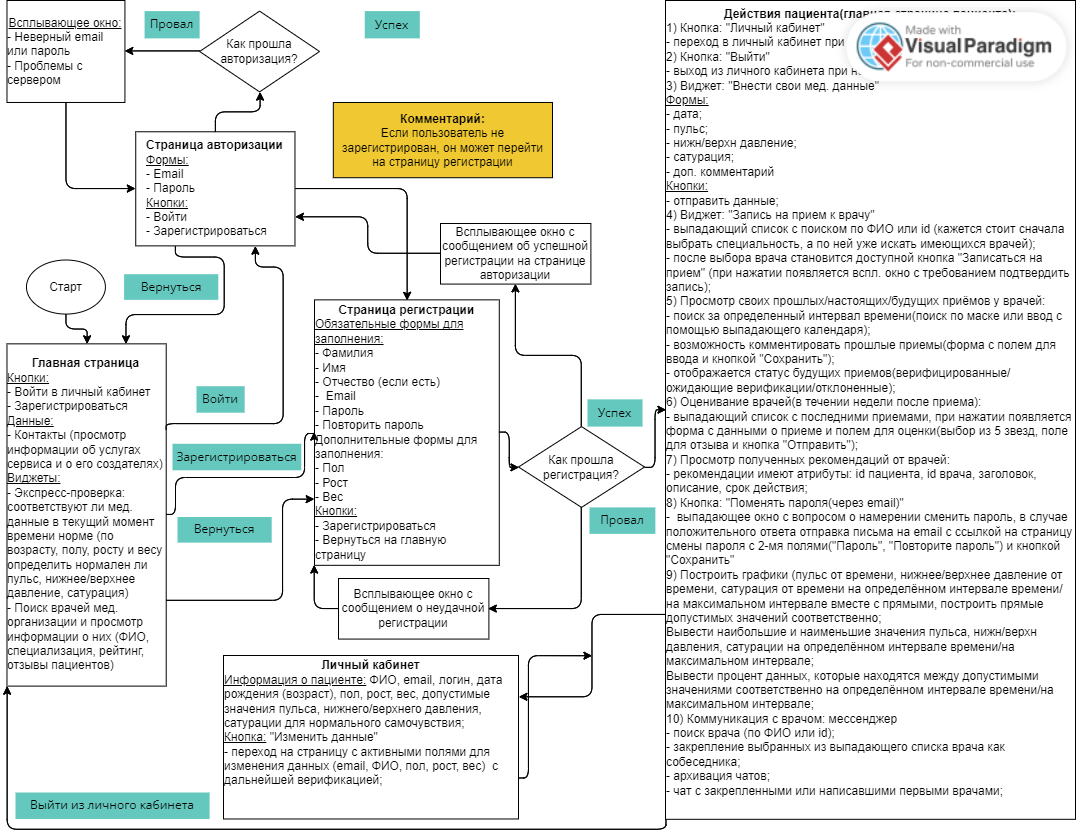 Всплывающее окно:
- Неверный email
или пароль
- Проблемы с
сервером
Провал
Как прошла
авторизация?
Успех
Комментарий:
Если пользователь не
зарегистрирован, он может перейти
на страницу регистрации
Страница авторизации
Формы:
- Email
- Пароль
Кнопки:
- Войти
- Зарегистрироваться
Всплывающее окно с
сообщением об успешной
регистрации на странице
авторизации
Старт
Вернуться
Главная страница
Кнопки:
- Войти в личный кабинет
- Зарегистрироваться
Данные:
- Контакты (просмотр
информации об услугах
сервиса и о его создателях)
Виджеты:
- Экспресс-проверка:
соответствуют ли мед.
данные в текущий момент
времени норме (по
возрасту, полу, росту и весу
определить нормален ли
пульс, нижнее/верхнее
давление, сатурация)
- Поиск врачей мед.
организации и просмотр
информации о них (ФИО,
специализация, рейтинг,
отзывы пациентов)
Войти
Зарегистрироваться
Вернуться
Страница регистрации
Обязательные формы для
заполнения:
- Фамилия
- Имя
- Отчество (если есть)
- Email
- Пароль
- Повторить пароль
Дополнительные формы для
заполнения:
- Пол
- Рост
- Вес
Кнопки:
- Зарегистрироваться
- Вернуться на главную
страницу
Успех
Как прошла
регистрация?
Провал
Всплывающее окно с
сообщением о неудачной
регистрации
Личный кабинет
Информация о пациенте: ФИО, email, логин, дата
рождения (возраст), пол, рост, вес, допустимые
значения пульса, нижнего/верхнего давления,
сатурации для нормального самочувствия;
Кнопка: "Изменить данные"
- переход на страницу с активными полями для
изменения данных (email, ФИО, пол, рост, вес) с
дальнейшей верификацией;
Выйти из личного кабинета
Действия пациента(главная страница пациента):
1) Кнопка: "Личный кабинет"
- переход в личный кабинет при
2) Кнопка: "Выйти"
- выход из личного кабинета при
3) Виджет: "Внести свои мед. данные"
Формы:
- дата;
- пульс;
- нижн/верхн давление;
- сатурация;
- доп. комментарий
Кнопки:
- отправить данные;
4) Виджет: "Запись на прием к врачу"
- выпадающий список с поиском по ФИО или id (кажется стоит сначала
выбрать специальность, а по ней уже искать имеющихся врачей);
- после выбора врача становится доступной кнопка "Записаться на
прием" (при нажатии появляется вспл. окно с требованием подтвердить
запись);
5) Просмотр своих прошлых/настоящих/будущих приёмов у врачей:
- поиск за определенный интервал времени(поиск по маске или ввод с
помощью выпадающего календаря);
- возможность комментировать прошлые приемы(форма с полем для
ввода и кнопкой "Сохранить");
- отображается статус будущих приемов(верифицированные/
ожидающие верификации/отклоненные);
6) Оценивание врачей(в течении недели после приема):
- выпадающий список с последними приемами, при нажатии появляется
форма с данными о приеме и полем для оценки(выбор из 5 звезд, поле
для отзыва и кнопка "Отправить");
7) Просмотр полученных рекомендаций от врачей:
- рекомендации имеют атрибуты: id пациента, id врача, заголовок,
описание, срок действия;
8) Кнопка: "Поменять пароля(через email)"
- выпадающее окно с вопросом о намерении сменить пароль, в случае
положительного ответа отправка письма на email с ссылкой на страницу
смены пароля с 2-мя полями("Пароль", "Повторите пароль") и кнопкой
"Сохранить"
9) Построить графики (пульс от времени, нижнее/верхнее давление от
времени, сатурация от времени на определённом интервале времени/
на максимальном интервале вместе с прямыми, построить прямые
допустимых значений соответственно;
Вывести наибольшие и наименьшие значения пульса, нижн/верхн
давления, сатурации на определённом интервале времени/на
максимальном интервале;
Вывести процент данных, которые находятся между допустимыми
значениями соответственно на определённом интервале времени/на
максимальном интервале;
10) Коммуникация с врачом: мессенджер
- поиск врача (по ФИО или id);
- закрепление выбранных из выпадающего списка врача как
собеседника;
- архивация чатов;
- чат с закрепленными или написавшими первыми врачами;
Made with
VisualParadigm
For non-commercial use